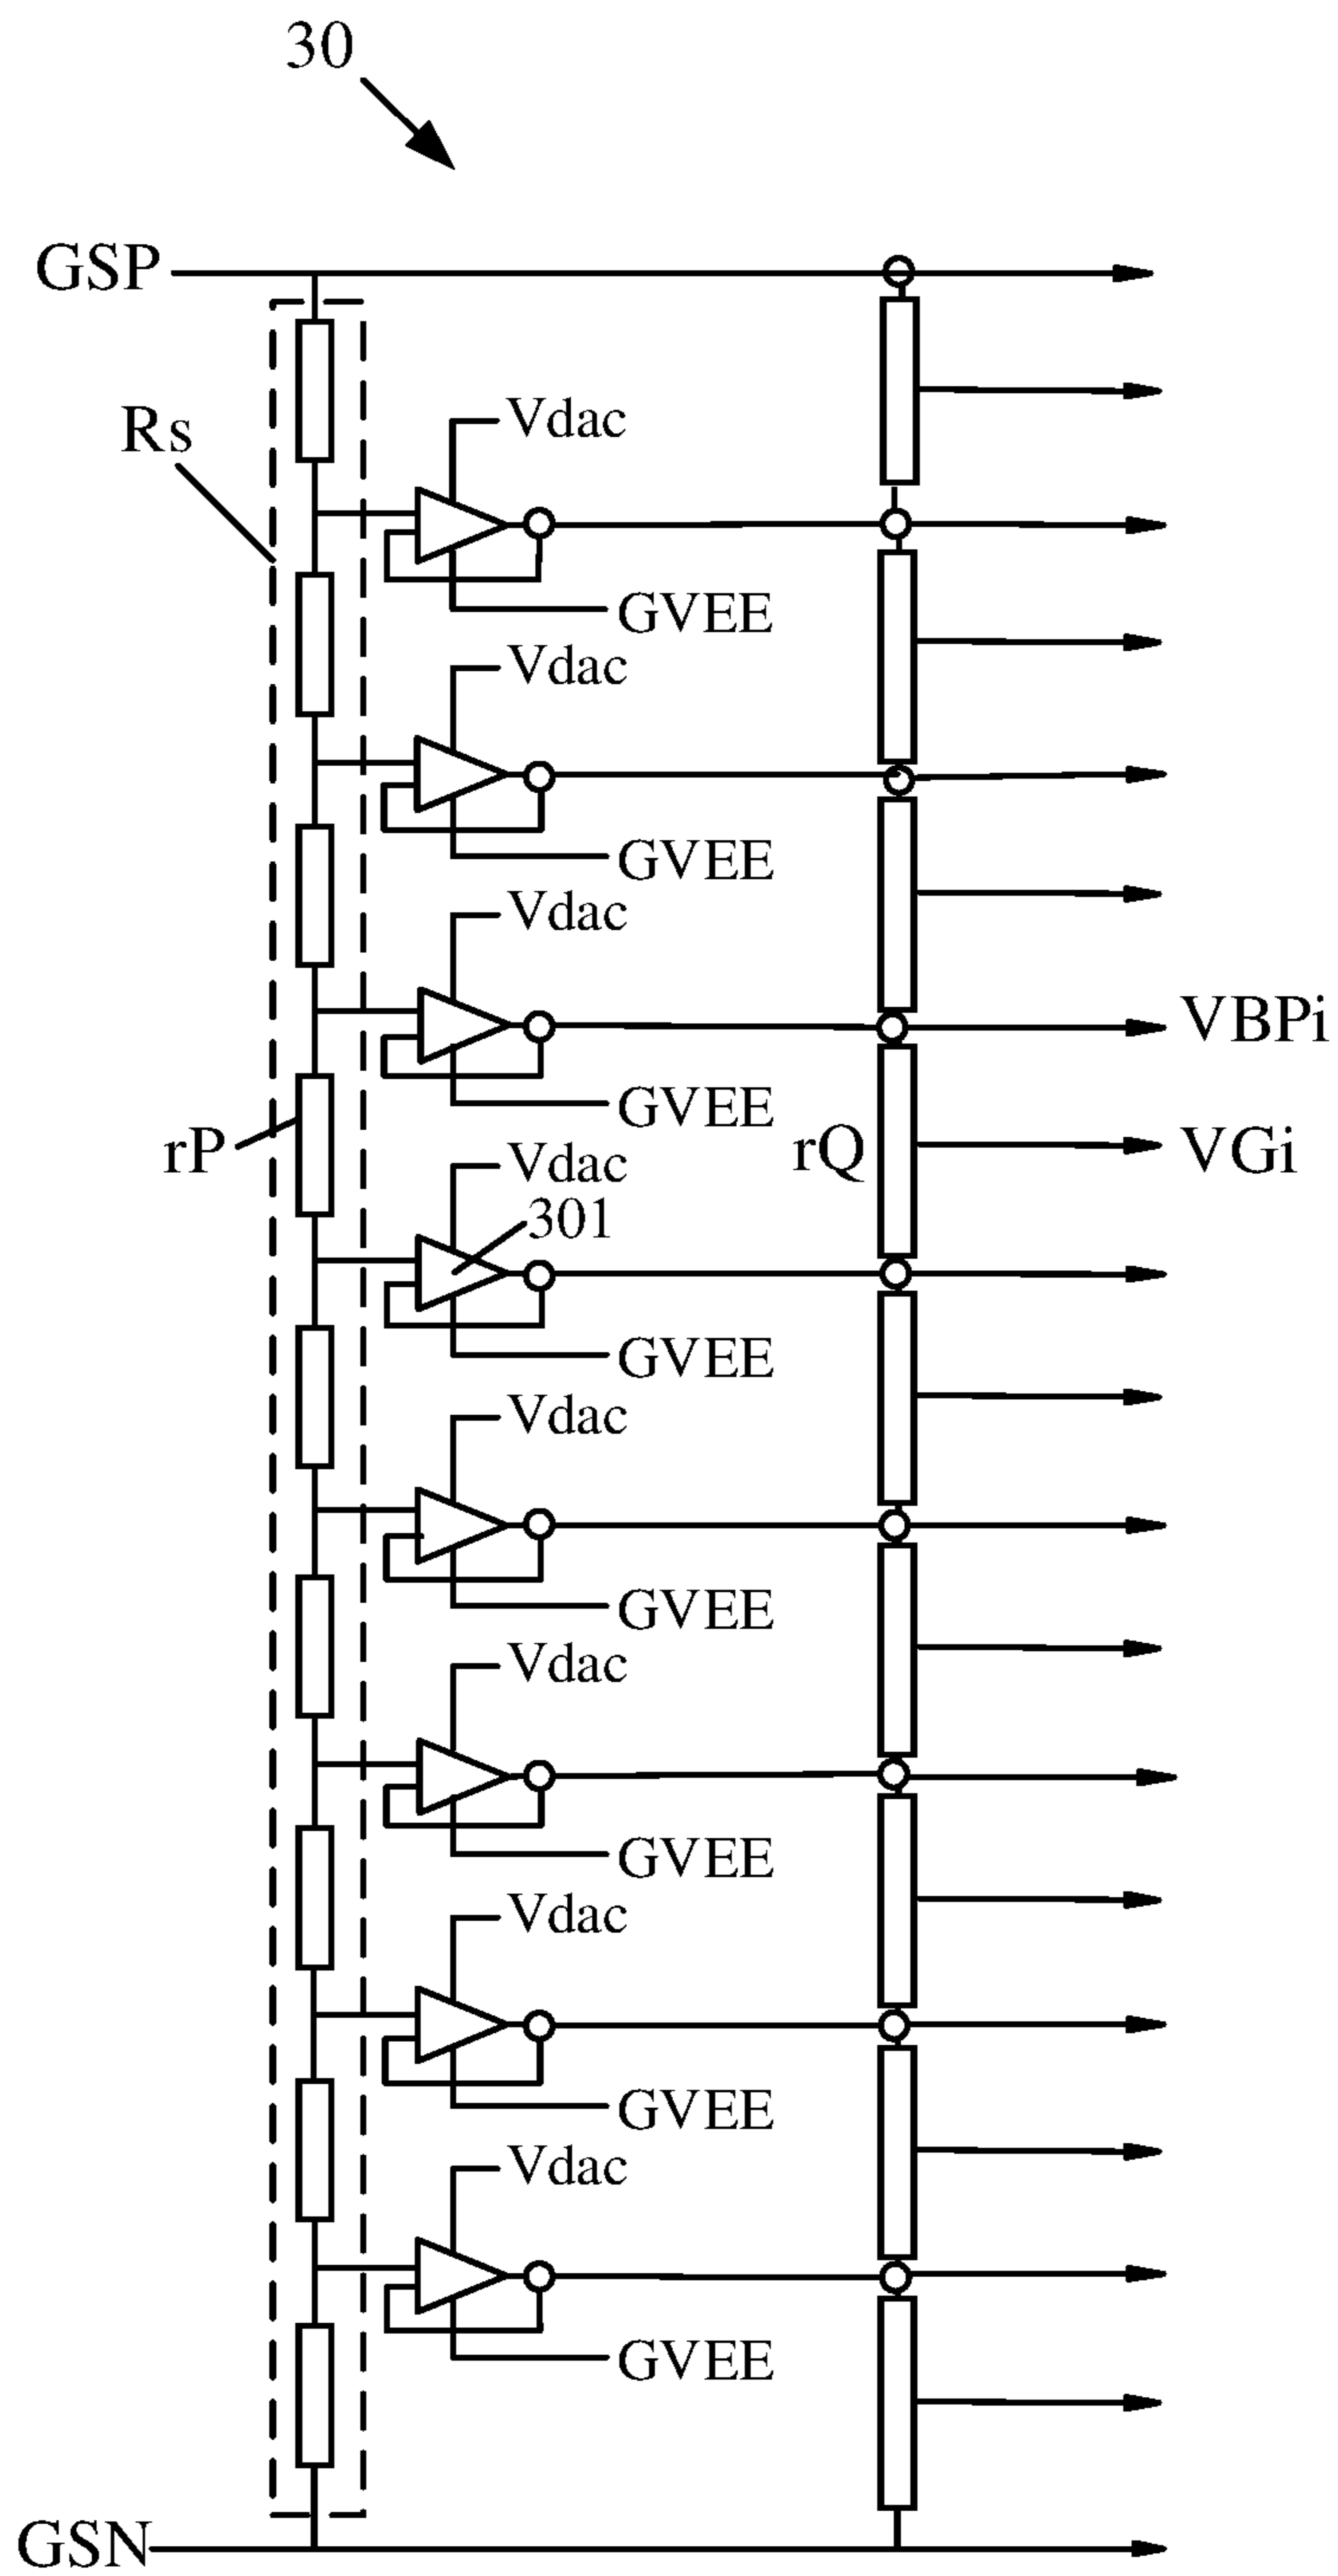 30
GSP
Vdac
Rs
GVEE
Vdac
GVEE
Vdac
VBPi
GVEE
rP
Vdac
rQ
VGi
301
GVEE
Vdac
GVEE
Vdac
GVEE
Vdac
GVEE
Vdac
GVEE
GSN